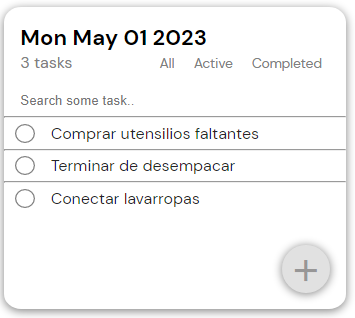 Mon May 01 2023
3 tasks All Active Completed
Search some task..
Comprar utensilios faltantes
Terminar de desempacar
Conectar lavarropas
+